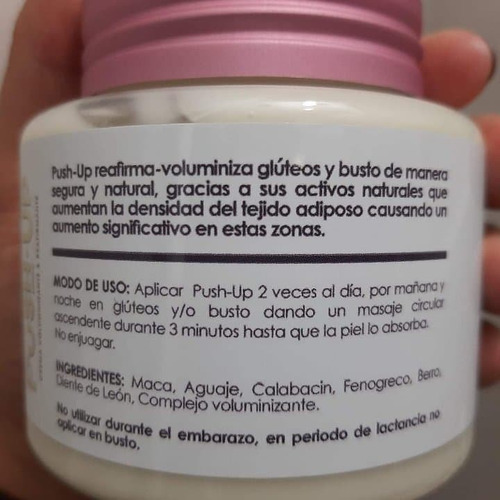 Push-Up reafirma-voluminiza glúteos y busto de manera
segura y natural, gracias a sus activos naturales que
aumentan la densidad del tejido adiposo causando un
aumento significativo en estas zonas.
MODO DE USO: Aplicar Push-Up 2 veces al día, por mañana y
noche en glúteos y/o busto dando un masaje circular
ascendente durante 3 minutos hasta que la piel lo absorba.
No enjuagar.
INGREDIENTES: Maca, Aguaje, Calabacin, Fenogreco, Berro,
Diente de León, Complejo voluminizante.
No utilizar durante el embarazo, en periodo de lactancia no
aplicar en busto.